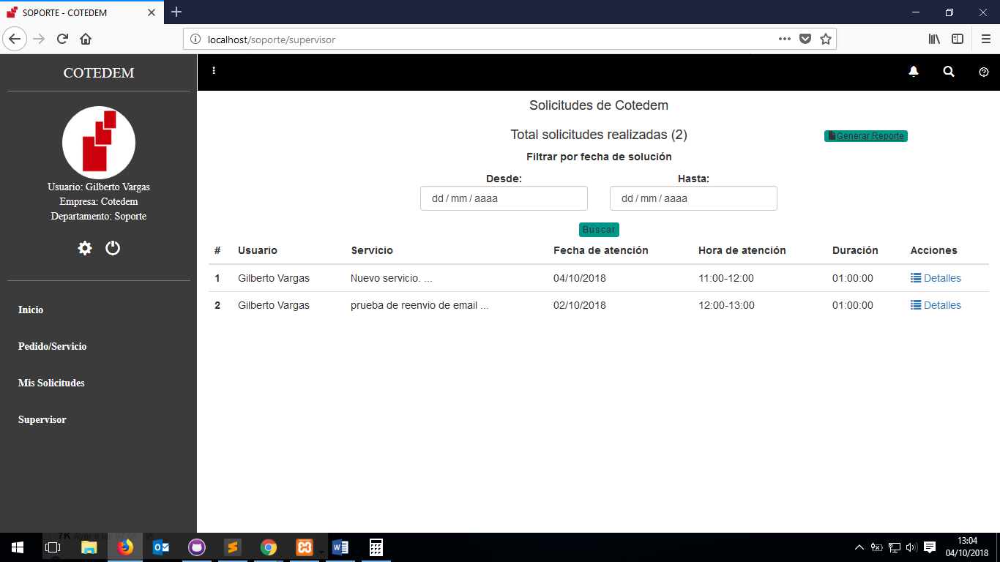 SOPORTE - COTEDEM
localhost/soporte/supervisor
COTEDEM
Usuario: Gilberto Vargas
Empresa: Cotedem
Departamento: Soporte
Inicio
Pedido/Servicio
Mis Solicitudes
Supervisor
Solicitudes de Cotedem
Total solicitudes realizadas (2)
Generar Reporte
Filtrar por fecha de solución
Desde: Hasta:
dd / mm / aaaa dd / mm / aaaa
Buscar
# Usuario Servicio Fecha de atención Hora de atención Duración Acciones
1 Gilberto Vargas Nuevo servicio. ... 04/10/2018 11:00-12:00 01:00:00 Detalles
2 Gilberto Vargas prueba de reenvio de email ... 02/10/2018 12:00-13:00 01:00:00 Detalles
7K Ayer a las
13:04
04/10/2018